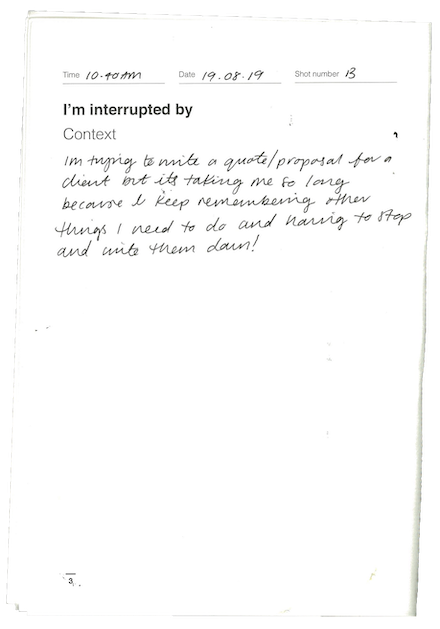 Time 10.40AM Date 19.08.19 Shot number 13
I'm interrupted by
Context
Im trying to write a quote/proposal for a
client but its taking me so long
because I keep remembering other
things I need to do and having to stop
and write them down!
3